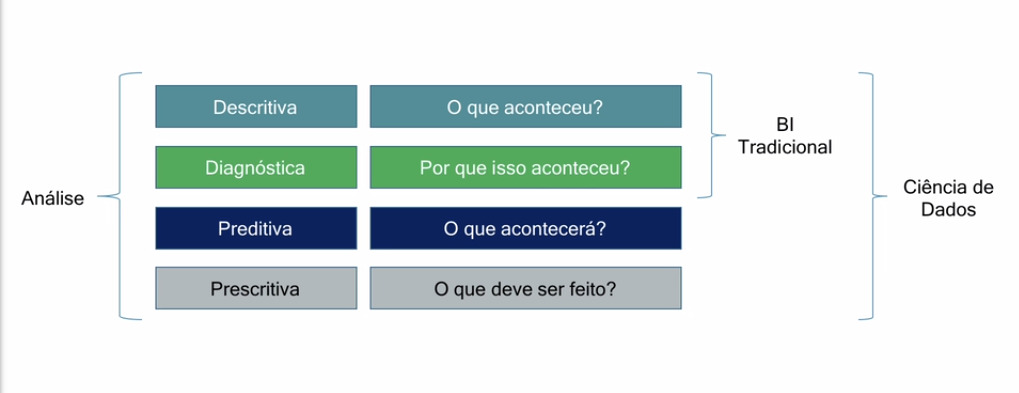 Análise
Descritiva
O que aconteceu?
Diagnóstica
Por que isso aconteceu?
Preditiva
O que acontecerá?
Prescritiva
O que deve ser feito?
BI
Tradicional
Ciência de
Dados